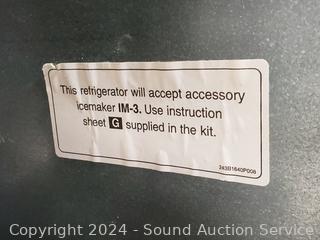 This refrigerator will accept accessory
icemaker IM-3. Use instruction
sheet G supplied in the kit.
243B1640P008
Copyright 2024 - Sound Auction Service